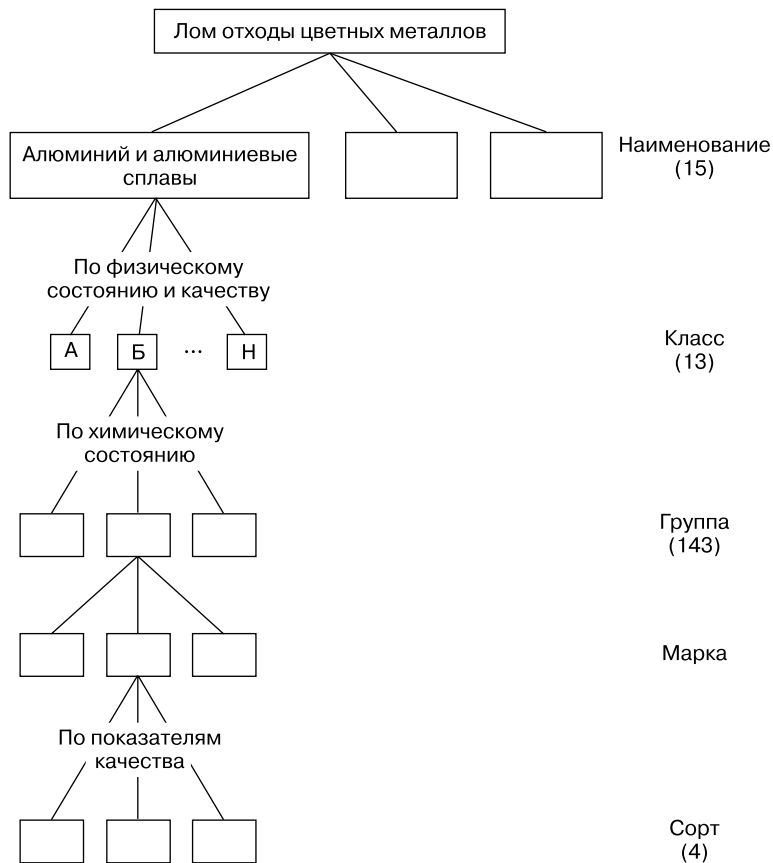 Лом отходы цветных металлов
Алюминий и алюминиевые
сплавы
Наименование
(15)
По физическому
состоянию и качеству
А
Б
...
Н
Класс
(13)
По химическому
состоянию
Группа
(143)
Марка
По показателям
качества
Сорт
(4)